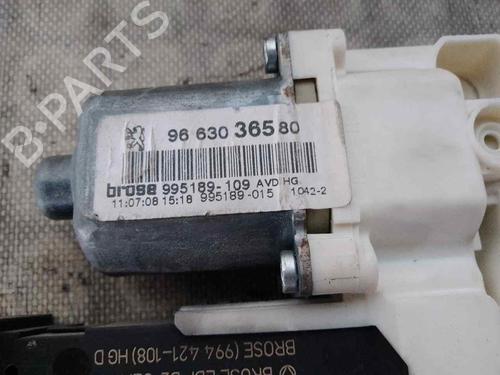 B-PARTS
96 630 365 80
brose 995189-109 AVD HG
11:07:08 15:18 995189-015 1042-2
BROSE (994 421-108) HG D
BROSE